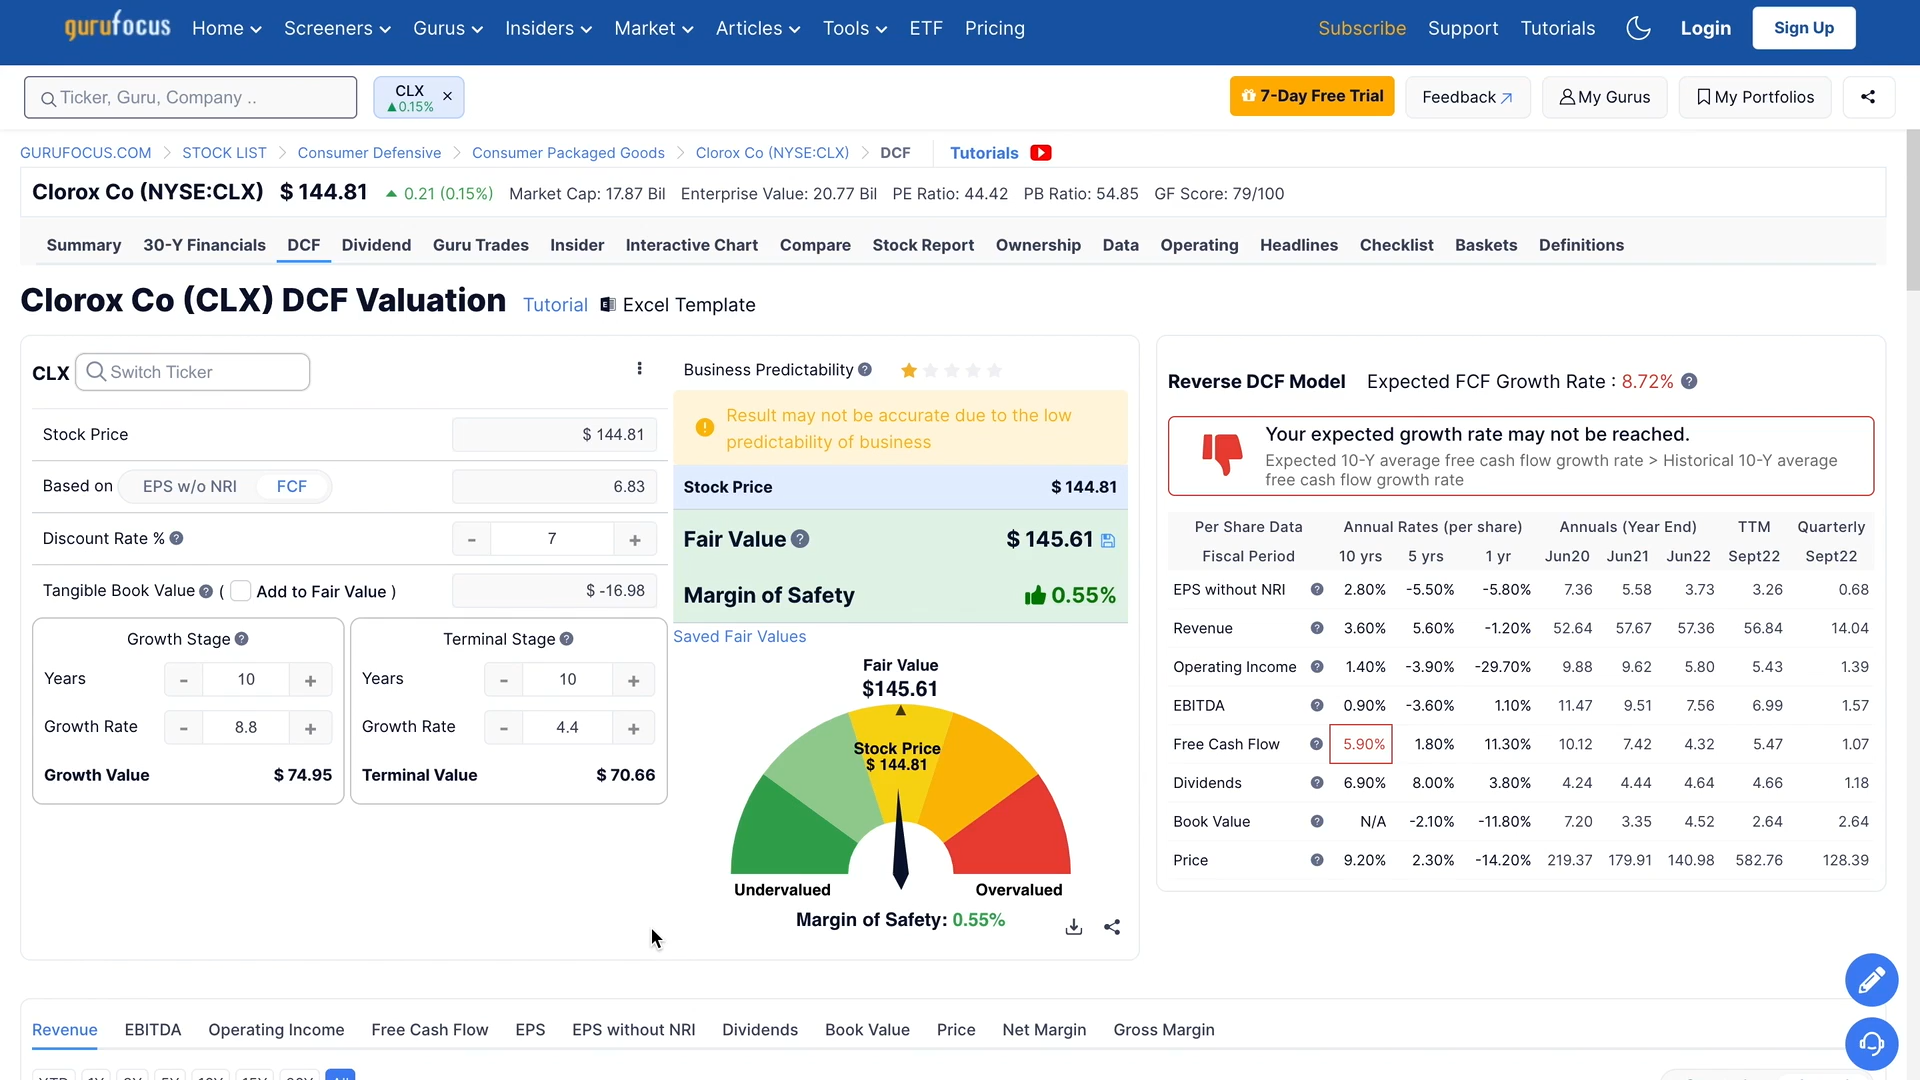 gurufocus Home Screeners Gurus Insiders Market Articles Tools ETF Pricing Subscribe Support Tutorials Login Sign Up
Ticker, Guru, Company .. CLX ▲0.15% × 7-Day Free Trial Feedback My Gurus My Portfolios
GURUFOCUS.COM > STOCK LIST > Consumer Defensive > Consumer Packaged Goods > Clorox Co (NYSE:CLX) > DCF Tutorials
Clorox Co (NYSE:CLX) $ 144.81 ▲ 0.21 (0.15%) Market Cap: 17.87 Bil Enterprise Value: 20.77 Bil PE Ratio: 44.42 PB Ratio: 54.85 GF Score: 79/100
Summary 30-Y Financials DCF Dividend Guru Trades Insider Interactive Chart Compare Stock Report Ownership Data Operating Headlines Checklist Baskets Definitions
Clorox Co (CLX) DCF Valuation Tutorial Excel Template
CLX Switch Ticker
Stock Price $ 144.81
Based on EPS w/o NRI FCF 6.83
Discount Rate % ? - 7 +
Tangible Book Value ? ( Add to Fair Value ) $ -16.98
Growth Stage ?
Years - 10 +
Growth Rate - 8.8 +
Growth Value $ 74.95
Terminal Stage ?
Years - 10 +
Growth Rate - 4.4 +
Terminal Value $ 70.66
Business Predictability ?
Result may not be accurate due to the low
predictability of business
Stock Price $ 144.81
Fair Value ? $ 145.61
Margin of Safety 0.55%
Saved Fair Values
Fair Value
$145.61
Stock Price
$ 144.81
Undervalued Overvalued
Margin of Safety: 0.55%
Reverse DCF Model Expected FCF Growth Rate : 8.72% ?
Your expected growth rate may not be reached.
Expected 10-Y average free cash flow growth rate > Historical 10-Y average
free cash flow growth rate
Per Share Data Annual Rates (per share) Annuals (Year End) TTM Quarterly
Fiscal Period 10 yrs 5 yrs 1 yr Jun20 Jun21 Jun22 Sept22 Sept22
EPS without NRI ? 2.80% -5.50% -5.80% 7.36 5.58 3.73 3.26 0.68
Revenue ? 3.60% 5.60% -1.20% 52.64 57.67 57.36 56.84 14.04
Operating Income ? 1.40% -3.90% -29.70% 9.88 9.62 5.80 5.43 1.39
EBITDA ? 0.90% -3.60% 1.10% 11.47 9.51 7.56 6.99 1.57
Free Cash Flow ? 5.90% 1.80% 11.30% 10.12 7.42 4.32 5.47 1.07
Dividends ? 6.90% 8.00% 3.80% 4.24 4.44 4.64 4.66 1.18
Book Value ? N/A -2.10% -11.80% 7.20 3.35 4.52 2.64 2.64
Price ? 9.20% 2.30% -14.20% 219.37 179.91 140.98 582.76 128.39
Revenue EBITDA Operating Income Free Cash Flow EPS EPS without NRI Dividends Book Value Price Net Margin Gross Margin